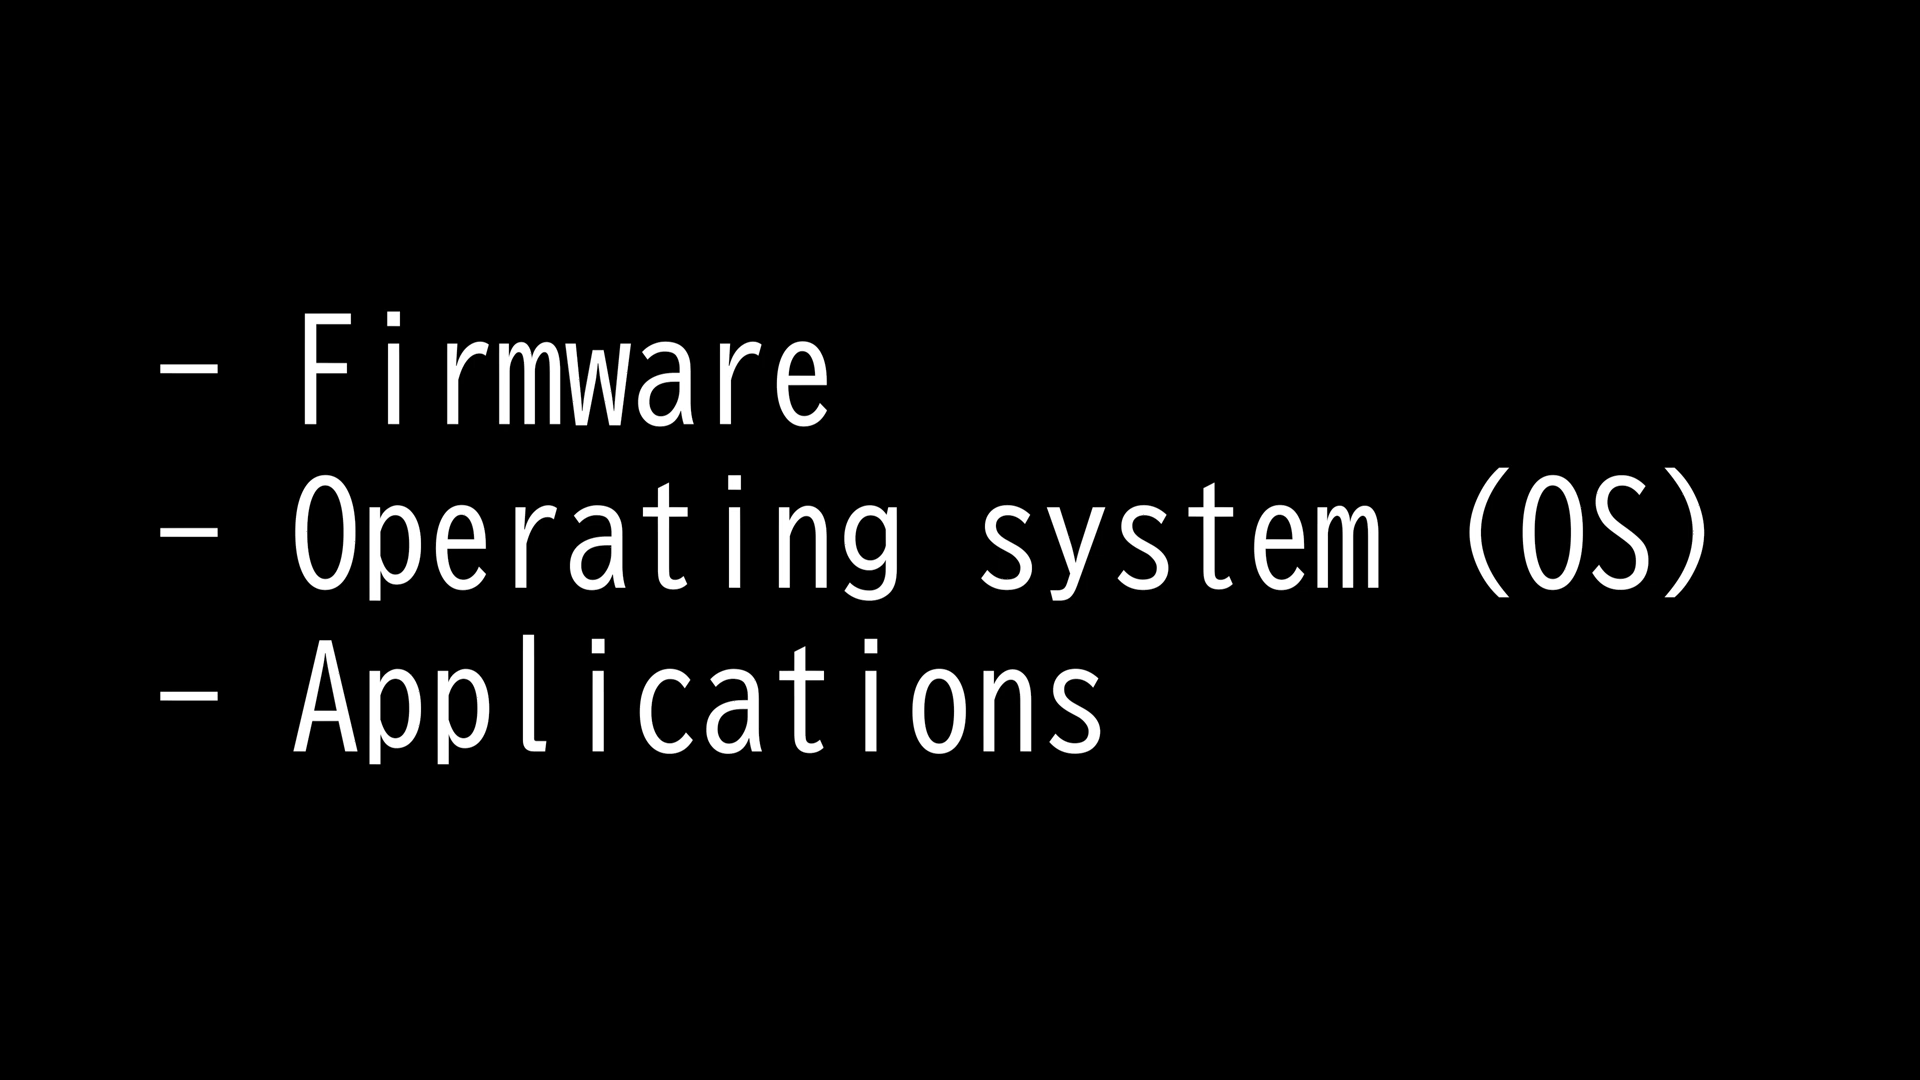 - Firmware
- Operating system (OS)
- Applications